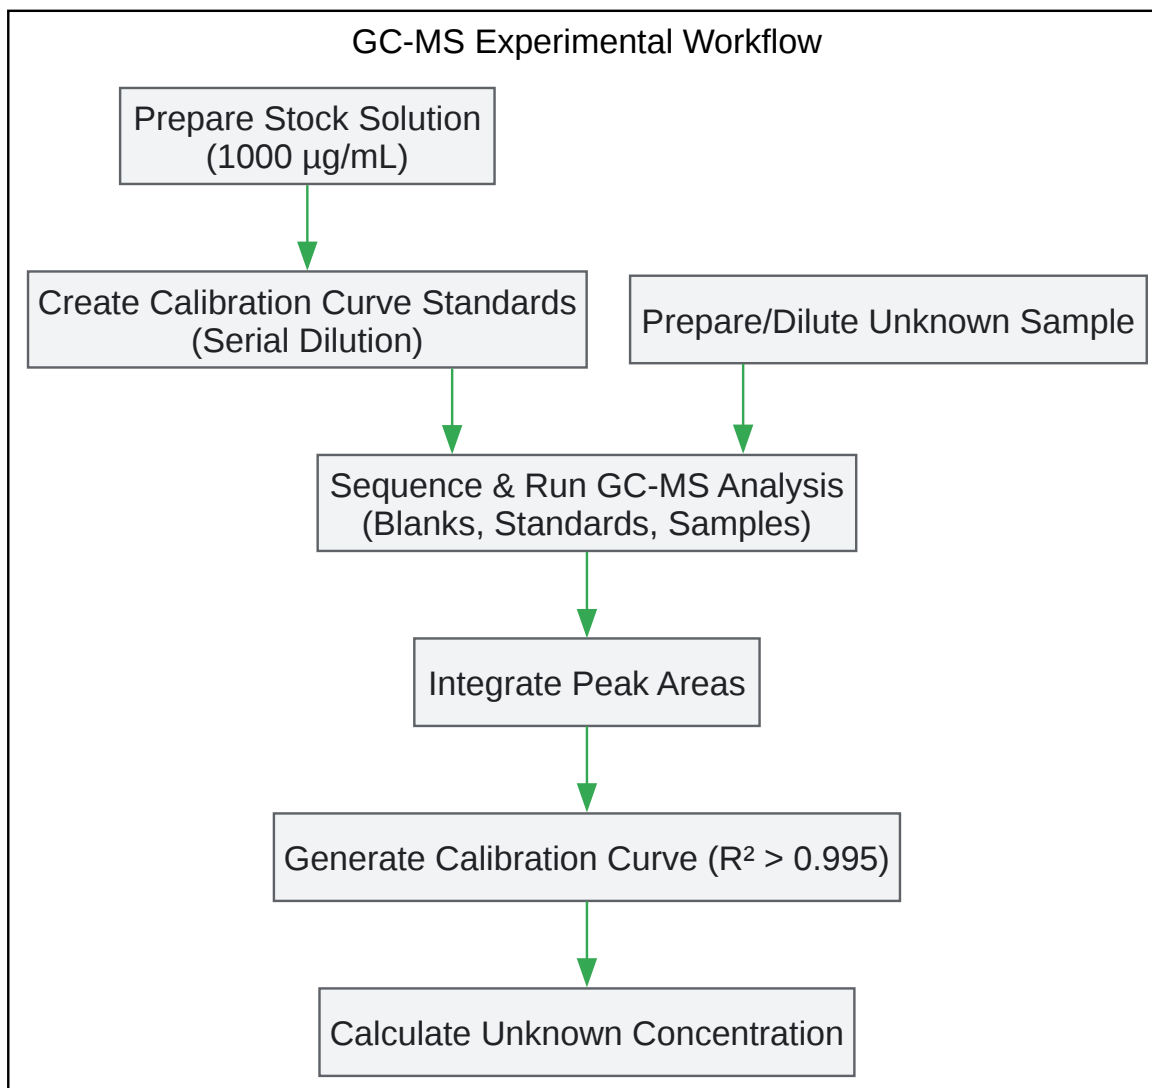 GC-MS Experimental Workflow
Prepare Stock Solution
(1000 µg/mL)
Create Calibration Curve Standards
(Serial Dilution)
Prepare/Dilute Unknown Sample
Sequence & Run GC-MS Analysis
(Blanks, Standards, Samples)
Integrate Peak Areas
Generate Calibration Curve (R² > 0.995)
Calculate Unknown Concentration